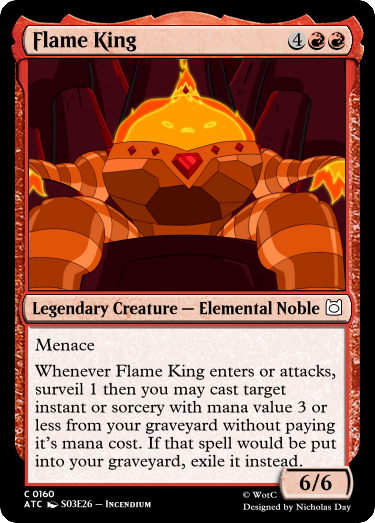 Flame King 4
Legendary Creature — Elemental Noble
Menace
Whenever Flame King enters or attacks,
surveil 1 then you may cast target
instant or sorcery with mana value 3 or
less from your graveyard without paying
it's mana cost. If that spell would be put
into your graveyard, exile it instead.
6/6
C 0160
ATC S03E26 – Incendium
© WotC
Designed by Nicholas Day